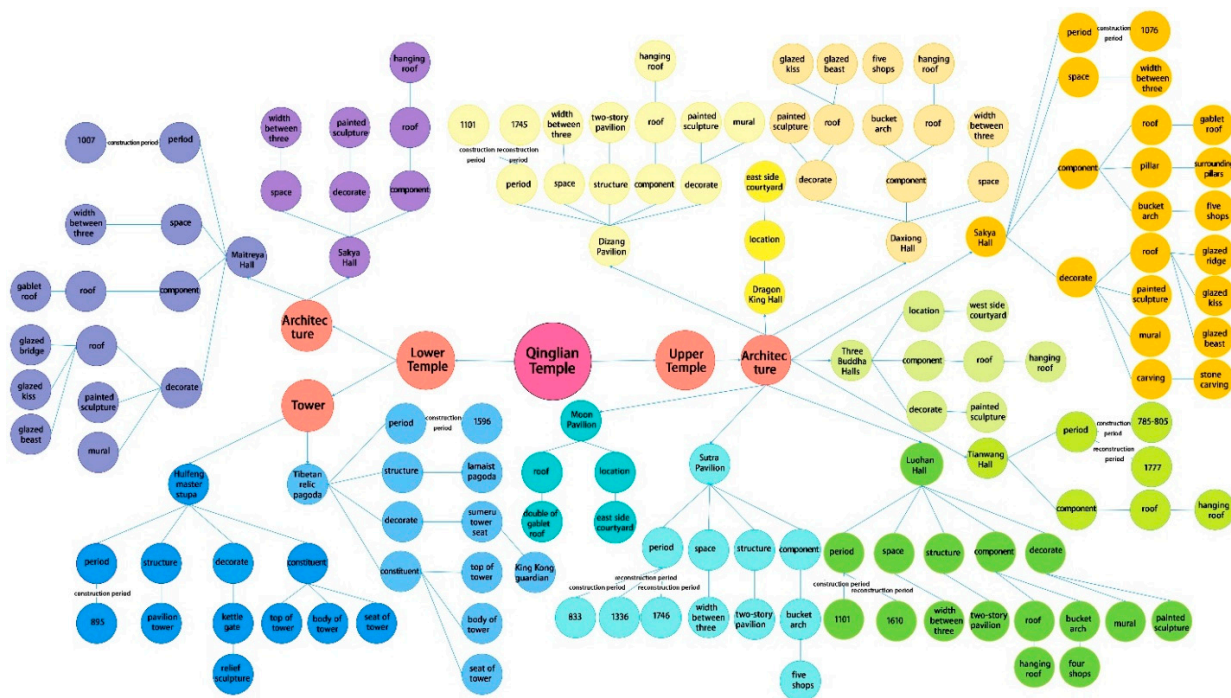 Qinglian
Temple
Lower
Temple
Architec
ture
Maitreya
Hall
period
construction period
1007
space
width
between
three
component
roof
gablet
roof
decorate
roof
glazed
bridge
glazed
kiss
glazed
beast
painted
sculpture
mural
Sakya
Hall
space
width
between
three
decorate
painted
sculpture
component
roof
hanging
roof
Tower
Huifeng
master
stupa
period
construction period
895
structure
pavilion
tower
decorate
kettle
gate
relief
sculpture
constituent
top of
tower
body of
tower
seat of
tower
Tibetan
relic
pagoda
period
construction
period
1596
structure
lamaist
pagoda
decorate
sumeru
tower
seat
King Kong
guardian
constituent
top of
tower
body of
tower
seat of
tower
Upper
Temple
Architec
ture
Dizang
Pavilion
period
construction
period
1101
reconstruction
period
1745
space
width
between
three
structure
two-story
pavilion
component
roof
hanging
roof
decorate
painted
sculpture
mural
Dragon
King Hall
location
east side
courtyard
Daxiong
Hall
decorate
painted
sculpture
roof
glazed
kiss
glazed
beast
component
bucket
arch
five
shops
roof
hanging
roof
space
width
between
three
Sakya
Hall
period
construction
period
1076
space
width
between
three
component
roof
gablet
roof
pillar
surrounding
pillars
bucket
arch
five
shops
decorate
roof
glazed
ridge
glazed
kiss
glazed
beast
painted
sculpture
mural
carving
stone
carving
Three
Buddha
Halls
location
west side
courtyard
component
roof
hanging
roof
decorate
painted
sculpture
Tianwang
Hall
period
construction
period
785-805
reconstruction
period
1777
component
roof
hanging
roof
Moon
Pavilion
roof
double of
gablet
roof
location
east side
courtyard
Sutra
Pavilion
period
construction period
833
reconstruction period
1336
reconstruction period
1746
space
width
between
three
structure
two-story
pavilion
component
bucket
arch
five
shops
Luohan
Hall
period
construction period
1101
reconstruction period
1610
space
width
between
three
structure
two-story
pavilion
component
roof
hanging
roof
bucket
arch
four
shops
decorate
mural
painted
sculpture